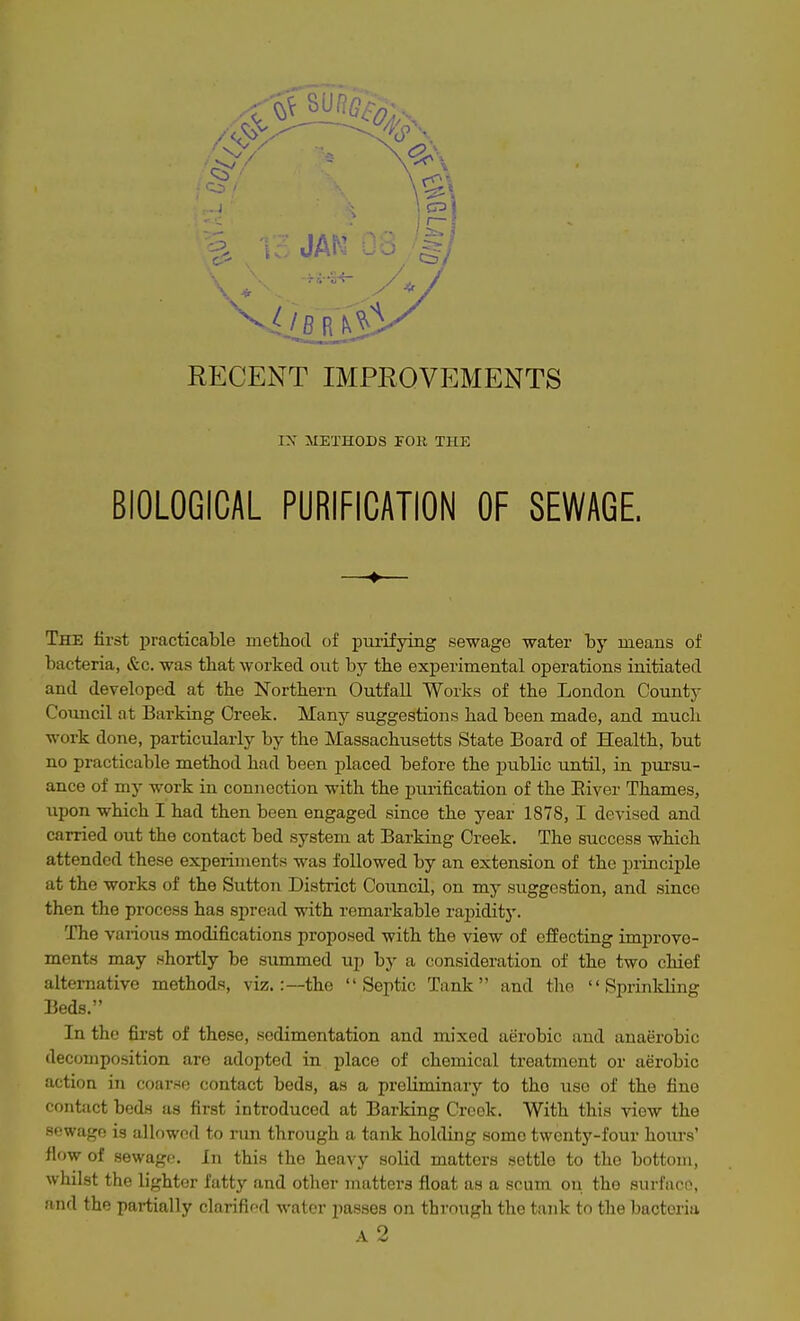 ROYAL COLLEGE OF SURGEONS OF ENGLAND
13 JAN 08
LIBRARY
RECENT IMPROVEMENTS
IN METHODS FOR THE
BIOLOGICAL PURIFICATION OF SEWAGE.
The first practicable method of purifying sewage water by means of
bacteria, &c. was that worked out by the experimental operations initiated
and developed at the Northern Outfall Works of the London County
Council at Barking Creek. Many suggestions had been made, and much
work done, particularly by the Massachusetts State Board of Health, but
no practicable method had been placed before the public until, in pursu-
ance of my work in connection with the purification of the River Thames,
upon which I had then been engaged since the year 1878, I devised and
carried out the contact bed system at Barking Creek. The success which
attended these experiments was followed by an extension of the principle
at the works of the Sutton District Council, on my suggestion, and since
then the process has spread with remarkable rapidity.
The various modifications proposed with the view of effecting improve-
ments may shortly be summed up by a consideration of the two chief
alternative methods, viz.:—the "Septic Tank" and the "Sprinkling
Beds."
In the first of these, sedimentation and mixed aërobic and anaërobic
decomposition are adopted in place of chemical treatment or aërobic
action in coarse contact beds, as a preliminary to the use of the fine
contact beds as first introduced at Barking Creek. With this view the
sewage is allowed to run through a tank holding some twenty-four hours'
flow of sewage. In this the heavy solid matters settle to the bottom,
whilst the lighter fatty and other matters float as a scum on the surface,
and the partially clarified water passes on through the tank to the bacteria
A 2